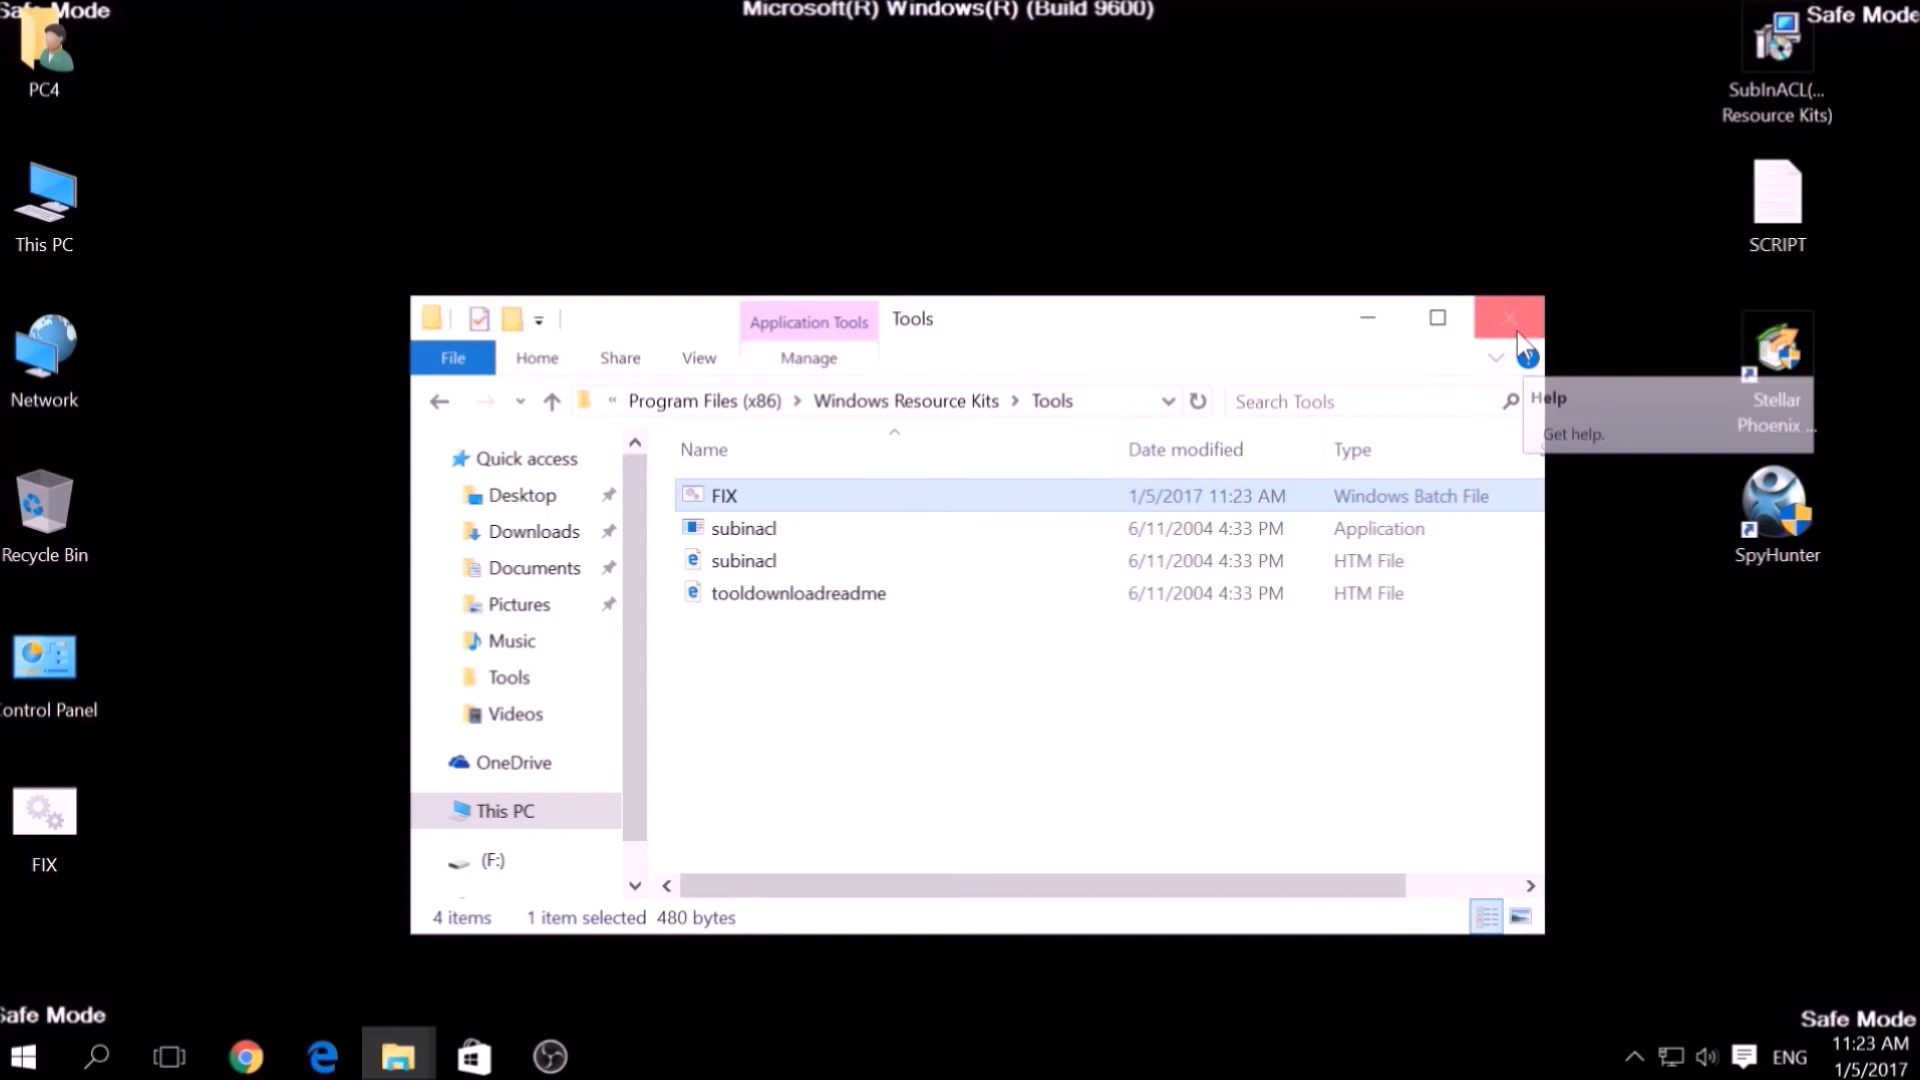 Safe Mode
Microsoft(R) Windows(R) (Build 9600)
Safe Mode
PC4
This PC
Network
Recycle Bin
Control Panel
FIX
SubInACL(...
Resource Kits)
SCRIPT
Stellar
Phoenix ...
SpyHunter
Application Tools
Tools
File
Home
Share
View
Manage
« Program Files (x86) > Windows Resource Kits > Tools
Search Tools
Help
Get help.
Name
Date modified
Type
FIX 1/5/2017 11:23 AM Windows Batch File
subinacl 6/11/2004 4:33 PM Application
subinacl 6/11/2004 4:33 PM HTM File
tooldownloadreadme 6/11/2004 4:33 PM HTM File
Quick access
Desktop
Downloads
Documents
Pictures
Music
Tools
Videos
OneDrive
This PC
(F:)
4 items 1 item selected 480 bytes
Safe Mode
Safe Mode
ENG
11:23 AM
1/5/2017